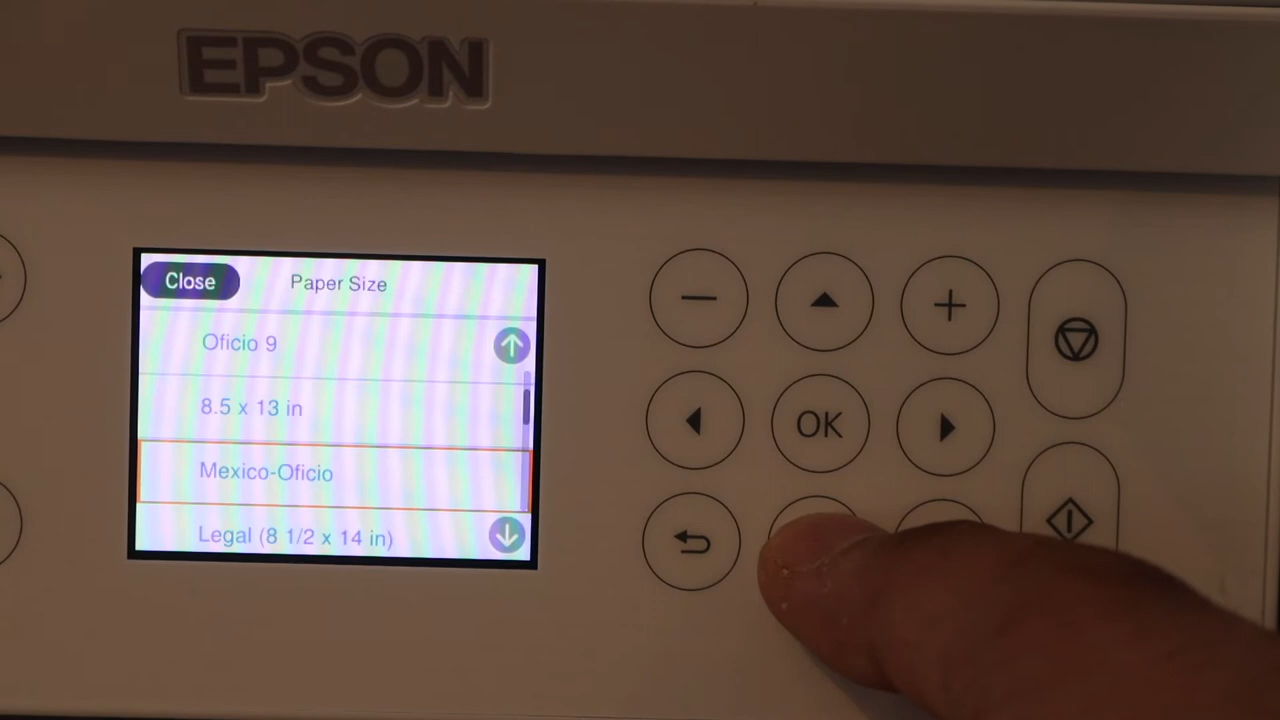 EPSON
Close
Paper Size
Oficio 9
8.5 x 13 in
Mexico-Oficio
Legal (8 1/2 x 14 in)
OK